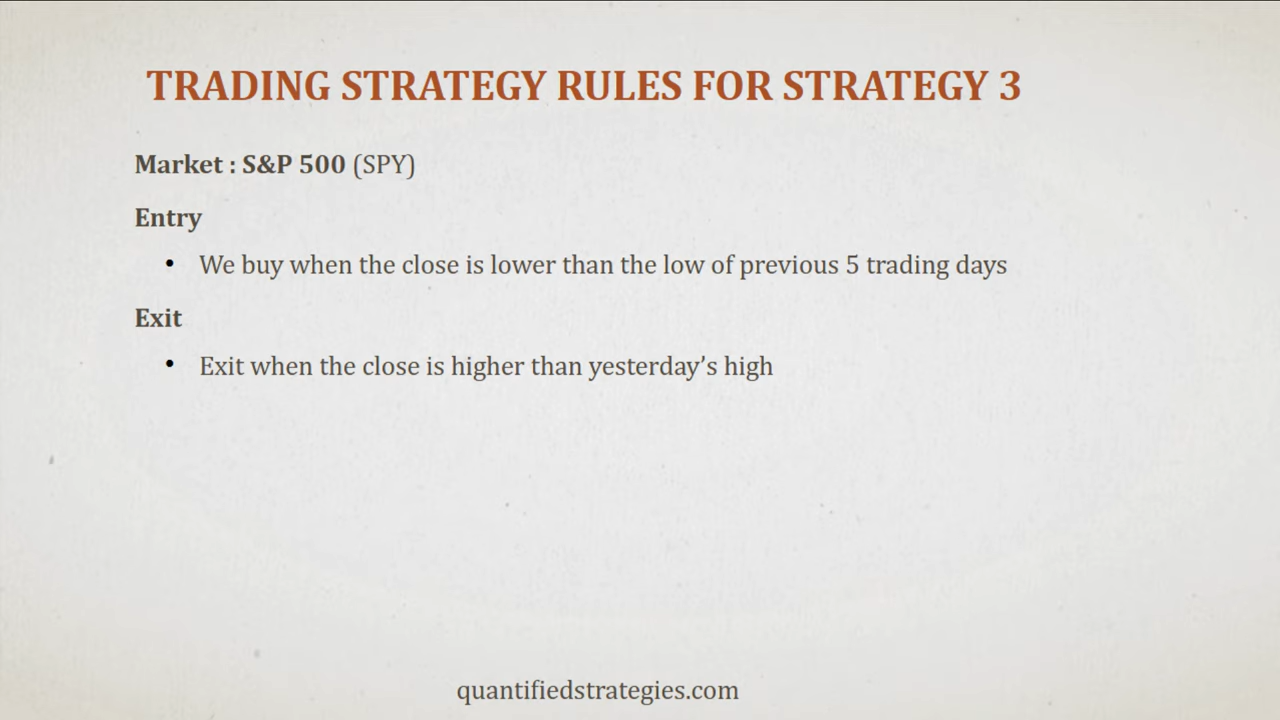 TRADING STRATEGY RULES FOR STRATEGY 3
Market : S&P 500 (SPY)
Entry
• We buy when the close is lower than the low of previous 5 trading days
Exit
• Exit when the close is higher than yesterday’s high
quantifiedstrategies.com